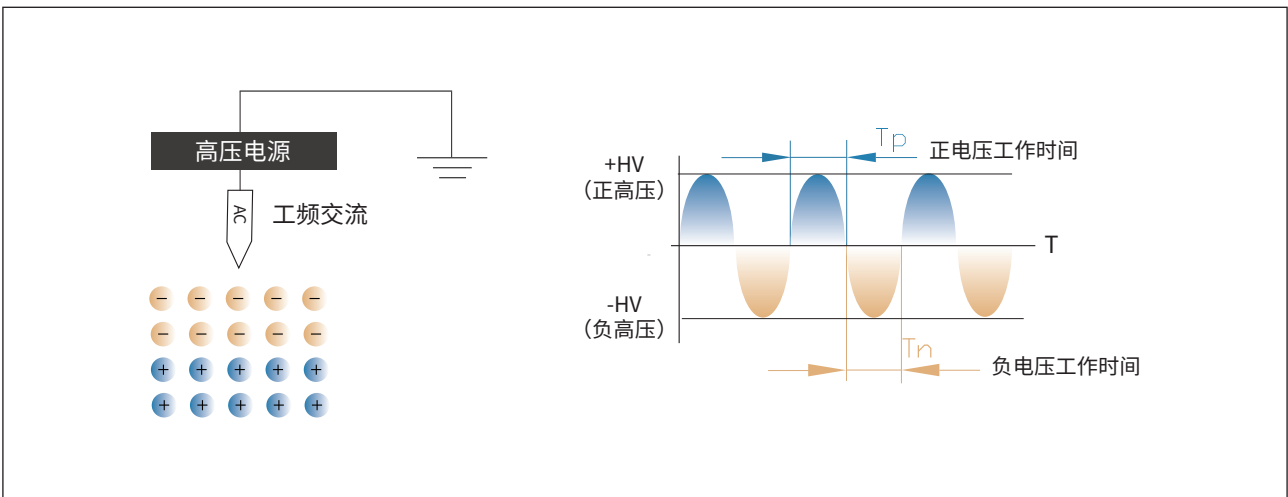 高压电源
AC
工频交流
− − − − −
− − − − −
+ + + + +
+ + + + +
+HV
（正高压）
Tp
正电压工作时间
T
-HV
（负高压）
Tn
负电压工作时间